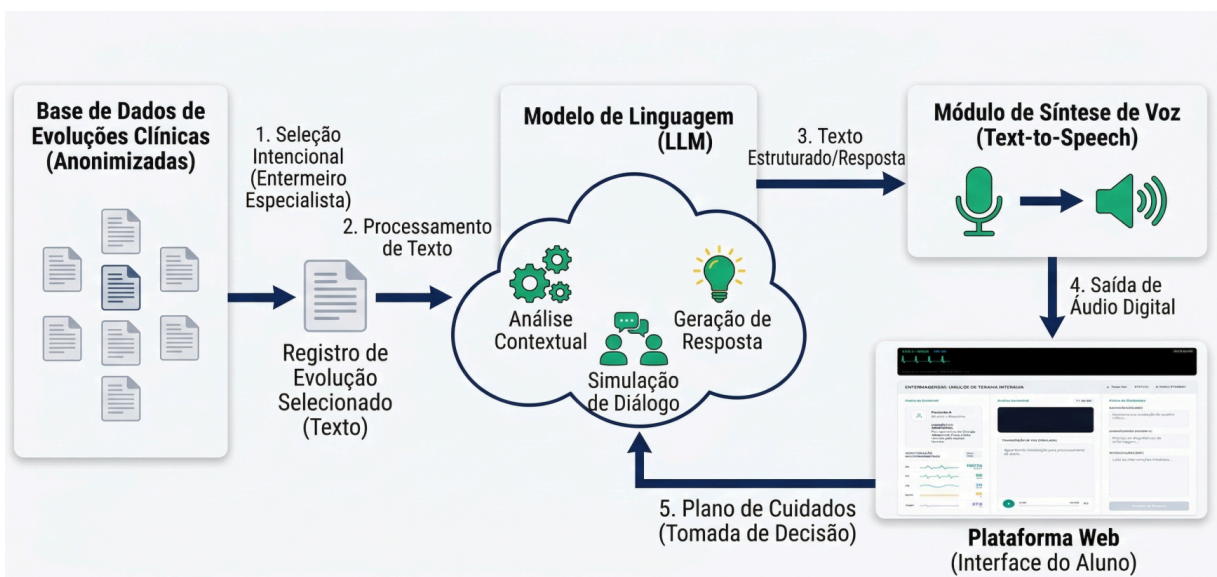 Base de Dados de
Evoluções Clínicas
(Anonimizadas)
1. Seleção
Intencional
(Entermeiro
Especialista)
2. Processamento
de Texto
Registro de
Evolução
Selecionado
(Texto)
Modelo de Linguagem
(LLM)
Análise
Contextual
Simulação
de Diálogo
Geração de
Resposta
3. Texto
Estruturado/Resposta
Módulo de Síntese de Voz
(Text-to-Speech)
4. Saída de
Áudio Digital
Plataforma Web
(Interface do Aluno)
5. Plano de Cuidados
(Tomada de Decisão)